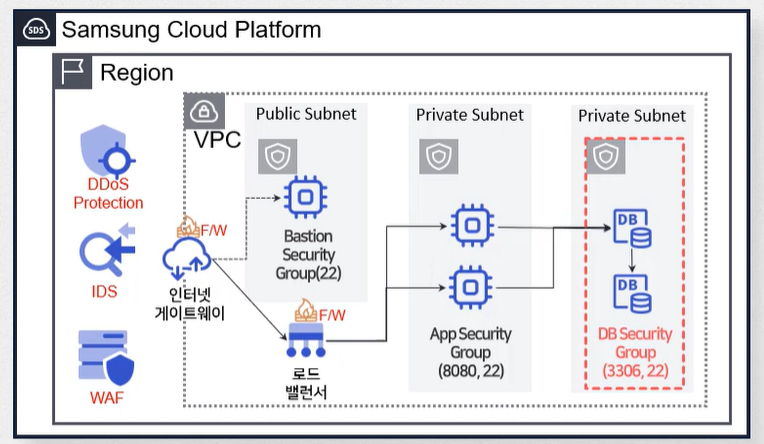 SDS
Samsung Cloud Platform
Region
VPC
Public Subnet
Private Subnet
Private Subnet
DDoS
Protection
IDS
WAF
F/W
인터넷
게이트웨이
Bastion
Security
Group(22)
F/W
로드
밸런서
App Security
Group
(8080, 22)
DB
DB
DB Security
Group
(3306, 22)